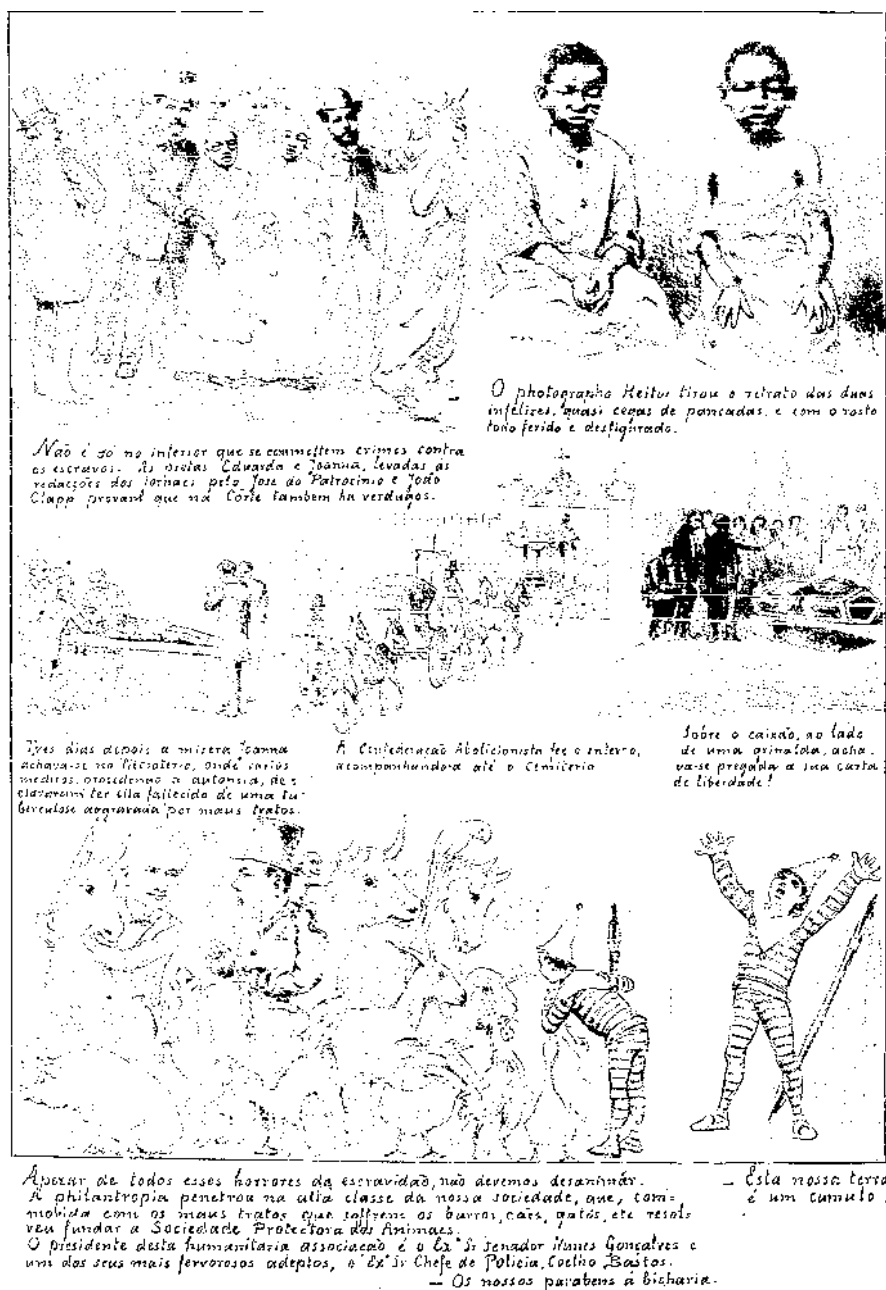 O photographo Heitor tirou o retrato das duas
infelizes, quasi cegas de pancadas, e com o rosto
todo ferido e desfigurado.
Não é só no interior que se commettem crimes contra
os escravos. As pretas Eduarda e Joanna, levadas ás
redacções dos jornaes pelo José do Patrocinio e João
Clapp provam que na Côrte tambem ha verdugos.
Tres dias depois a misera Joanna
achava-se no Necroterio, onde varios
medicos, procedendo a autopsia, de-
clararam ter ella fallecido de uma tu-
berculose aggravada por maus tratos.
A Confederação Abolicionista fez o enterro,
acompanhando-a até o Cemiterio
Sobre o caixão, ao lado
de uma grinalda, acha-
va-se pregada a sua carta
de liberdade!
Apezar de todos esses horrores da escravidão, não devemos desanimar.
A philantropia penetrou na alta classe da nossa sociedade, que, com-
movida com os maus tratos que soffrem os burros, cães, gatos, etc resol-
veu fundar a Sociedade Protectora dos Animaes.
O presidente desta humanitaria associação é o Exº Sr Senador Nunes Gonçalves e
um dos seus mais fervorosos adeptos, o Exº Sr Chefe de Policia, Coelho Bastos.
— Os nossos parabens á bicharia.
— Esta nossa terra
é um cumulo!